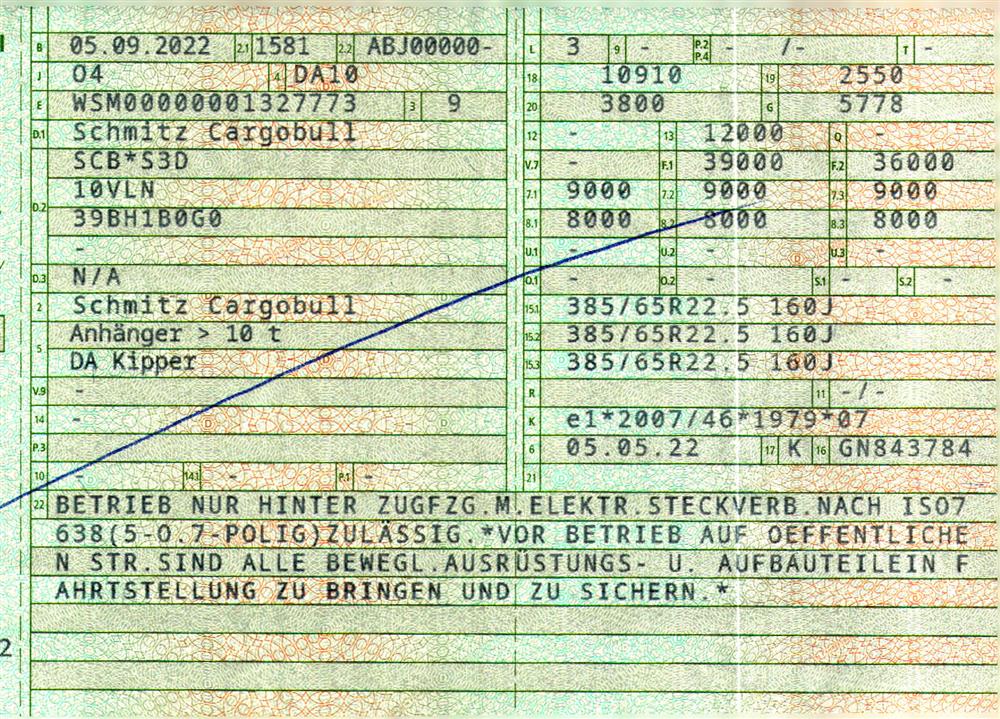 B 05.09.2022 2.1 1581 2.2 ABJ00000- L 3 9 - P.2 P.4 - /- T -
J 04 4 DA10 18 10910 19 2550
E WSM00000001327773 3 9 20 3800 G 5778
D.1 Schmitz Cargobull 12 - 13 12000 Q -
SCB*S3D V.7 - F.1 39000 F.2 36000
D.2 10VLN 7.1 9000 7.2 9000 7.3 9000
39BH1B0G0 8.1 8000 8.2 8000 8.3 8000
- U.1 - U.2 - U.3 -
D.3 N/A O.1 - O.2 - S.1 - S.2 -
2 Schmitz Cargobull 15.1 385/65R22.5 160J
5 Anhänger > 10 t 15.2 385/65R22.5 160J
DA Kipper 15.3 385/65R22.5 160J
V.9 - R 11 -/-
14 - K e1*2007/46*1979*07
P.3 6 05.05.22 17 K 16 GN843784
10 - 14.1 - P.1 - 21
22 BETRIEB NUR HINTER ZUGFZG.M.ELEKTR.STECKVERB.NACH ISO7
638(5-O.7-POLIG)ZULÄSSIG.*VOR BETRIEB AUF OEFFENTLICHE
N STR.SIND ALLE BEWEGL.AUSRÜSTUNGS- U. AUFBAUTEILEIN F
AHRTSTELLUNG ZU BRINGEN UND ZU SICHERN.*
2